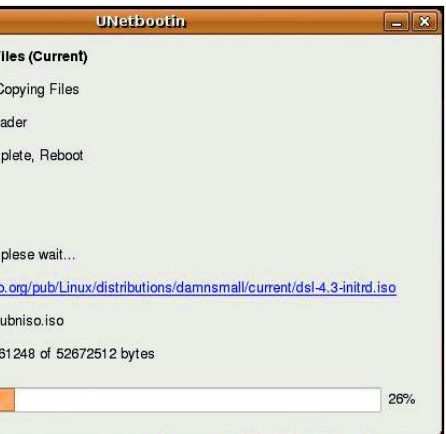 UNetbootin
Files (Current)
Copying Files
ader
plete, Reboot
plese wait...
o.org/pub/Linux/distributions/damnsmall/current/dsl-4.3-initrd.iso
ubniso.iso
61248 of 52672512 bytes
26%